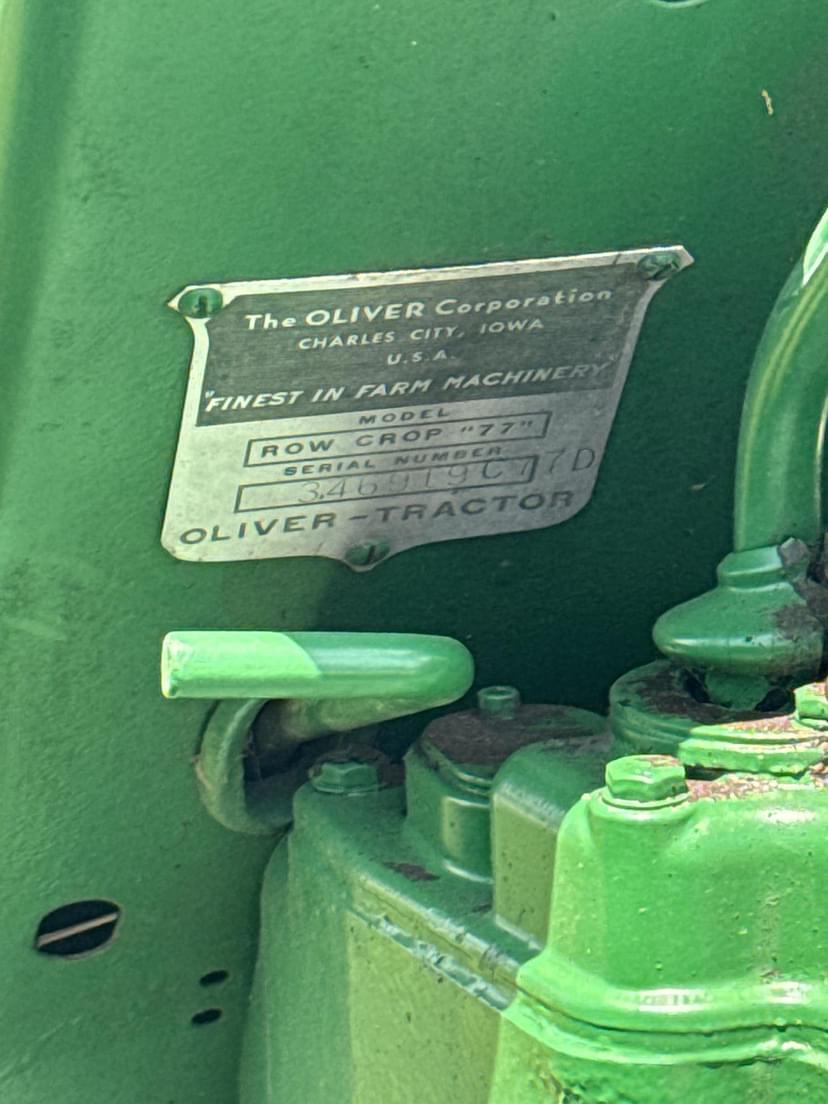 The OLIVER Corporation
CHARLES CITY, IOWA
U.S.A.
"FINEST IN FARM MACHINERY"
MODEL
ROW CROP "77"
SERIAL NUMBER
346919C77D
OLIVER-TRACTOR